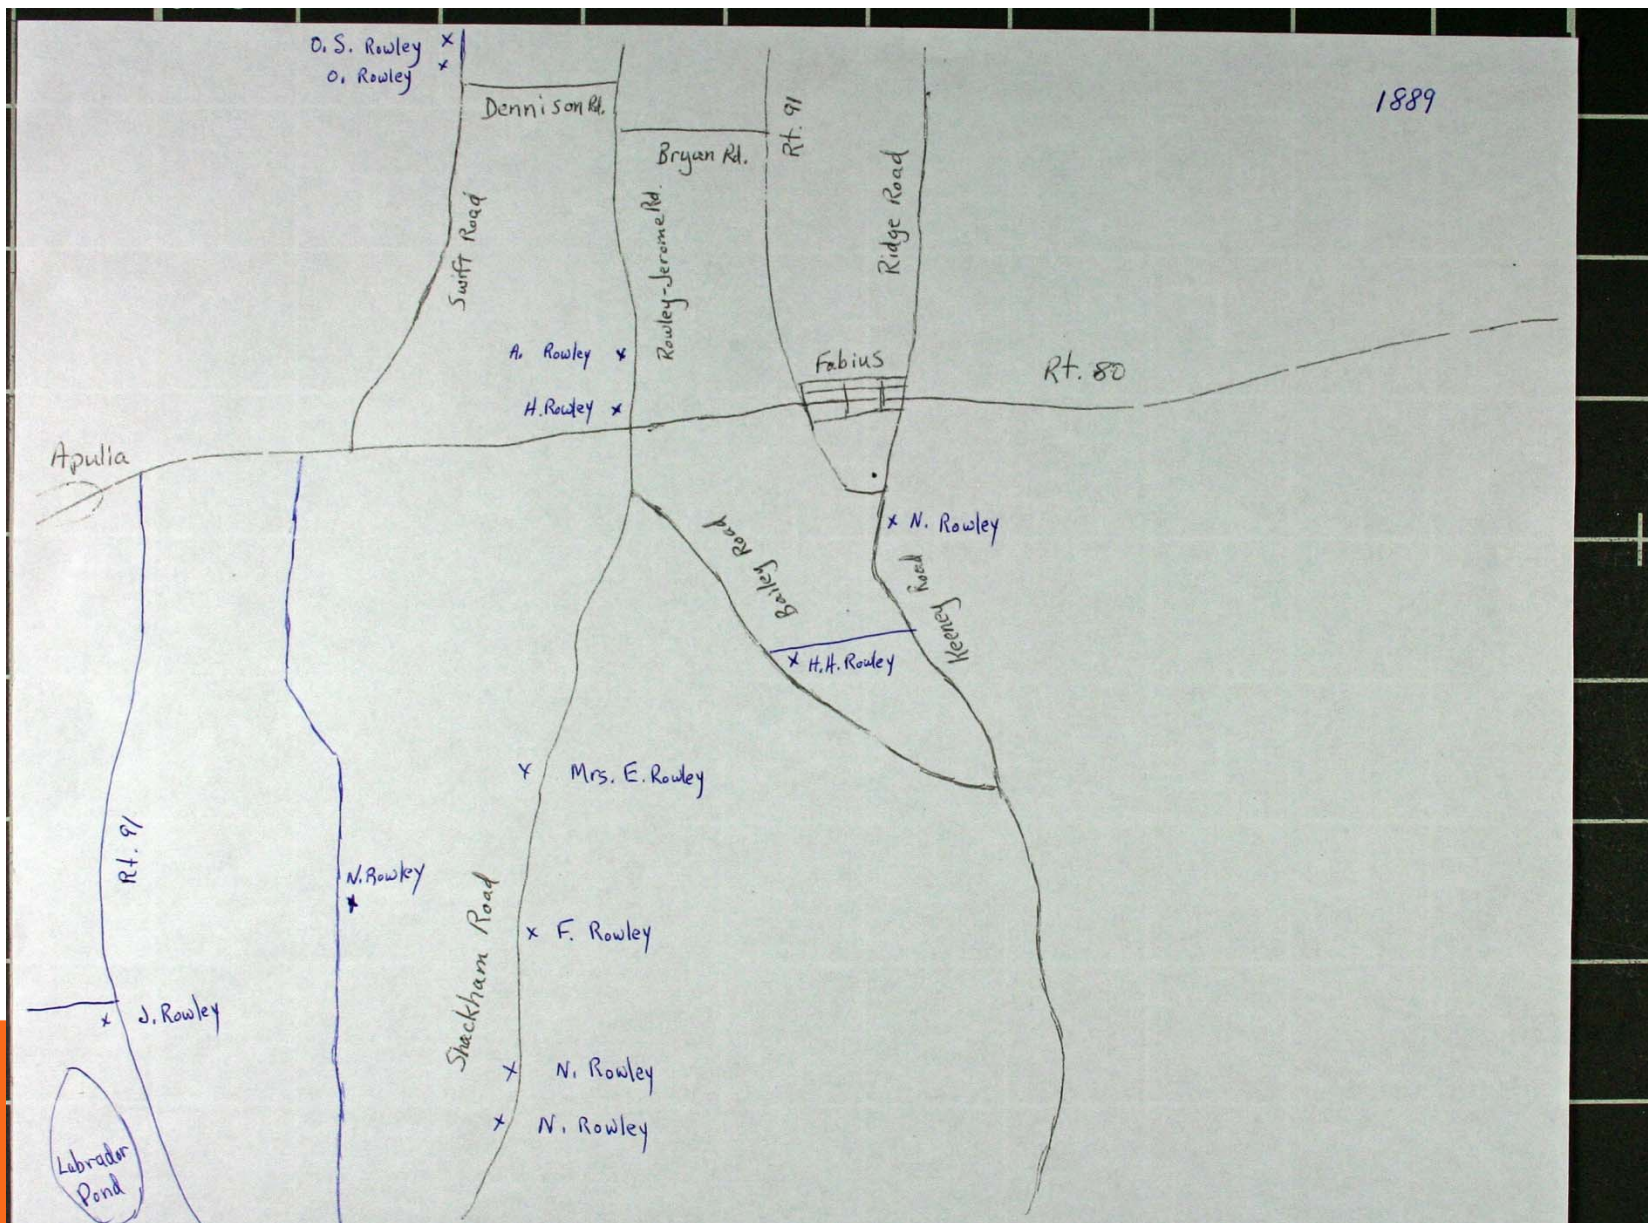 O. S. Rowley
O. Rowley
1889
Dennison Rd.
Bryan Rd.
Rt. 91
Ridge Road
Swift Road
Rowley-Jerome Rd.
A. Rowley
H. Rowley
Fabius
Rt. 80
Apulia
N. Rowley
Bailey Road
Keeney Road
H.H. Rowley
Mrs. E. Rowley
Rt. 91
N. Rowley
Shackham Road
F. Rowley
J. Rowley
N. Rowley
N. Rowley
Labrador
Pond